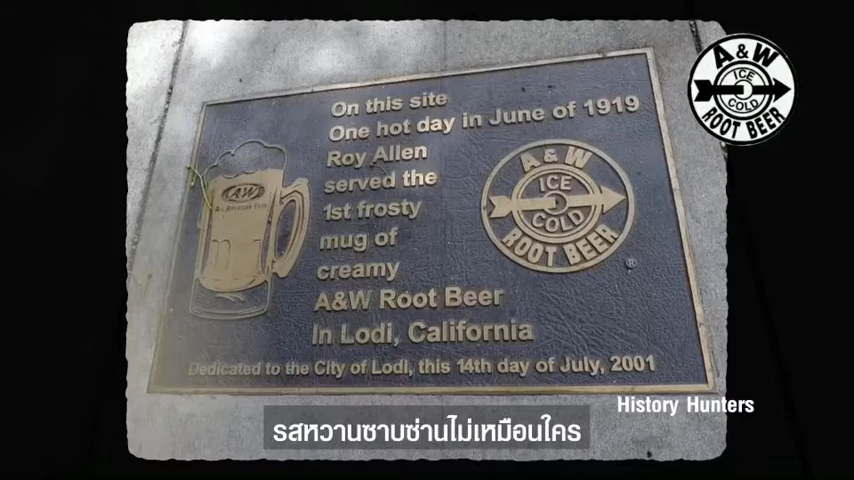 On this site
One hot day in June of 1919
Roy Allen
served the
1st frosty
mug of
creamy
A&W Root Beer
In Lodi, California
Dedicated to the City of Lodi, this 14th day of July, 2001
A&W
All American Food
A&W
ICE
COLD
ROOT BEER
®
A&W
ICE
COLD
ROOT BEER
History Hunters
รสหวานซาบซ่านไม่เหมือนใคร